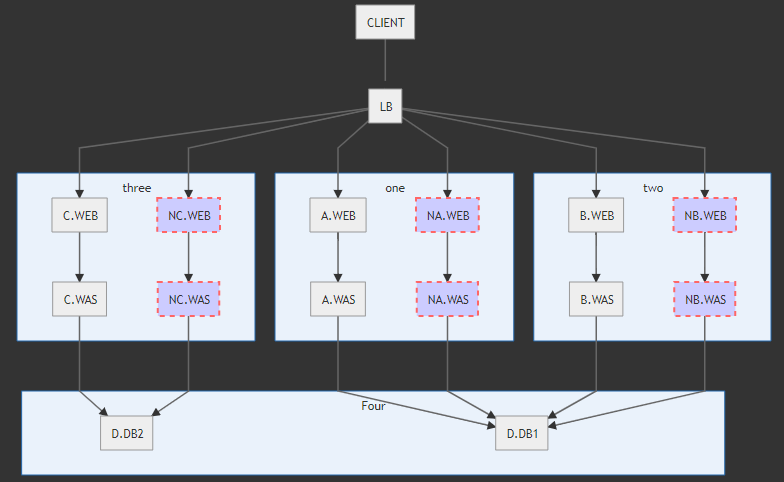 CLIENT
LB
three
one
two
C.WEB
NC.WEB
A.WEB
NA.WEB
B.WEB
NB.WEB
C.WAS
NC.WAS
A.WAS
NA.WAS
B.WAS
NB.WAS
Four
D.DB2
D.DB1